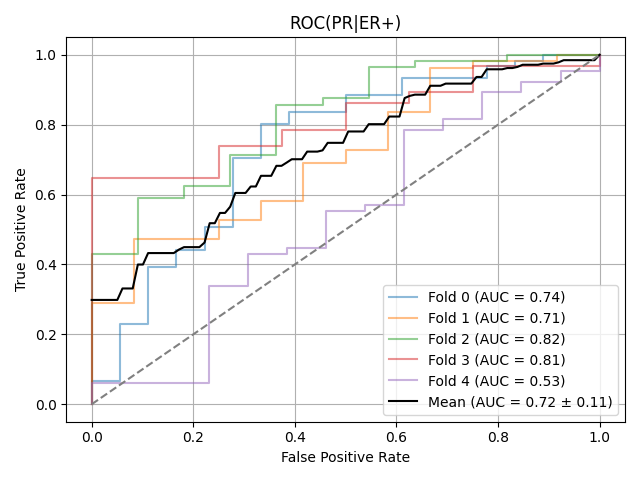 ROC(PR|ER+)
True Positive Rate
1.0
0.8
0.6
0.4
0.2
0.0
Fold 0 (AUC = 0.74)
Fold 1 (AUC = 0.71)
Fold 2 (AUC = 0.82)
Fold 3 (AUC = 0.81)
Fold 4 (AUC = 0.53)
Mean (AUC = 0.72 ± 0.11)
0.0 0.2 0.4 0.6 0.8 1.0
False Positive Rate